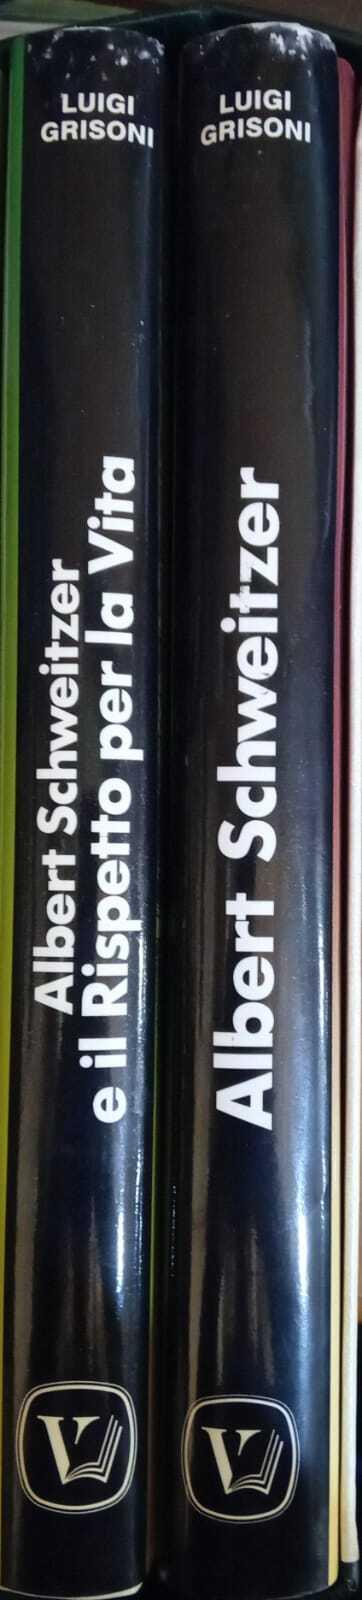 LUIGI
GRISONI
Albert Schweitzer
e il Rispetto per la Vita
V
LUIGI
GRISONI
Albert Schweitzer
V